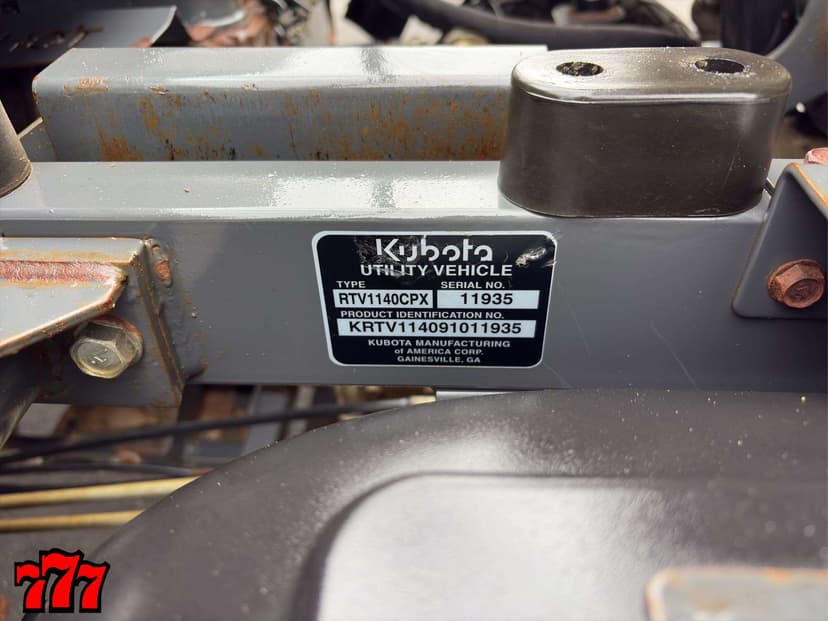 Kubota
UTILITY VEHICLE
TYPE SERIAL NO.
RTV1140CPX 11935
PRODUCT IDENTIFICATION NO.
KRTV114091011935
KUBOTA MANUFACTURING
of AMERICA CORP.
GAINESVILLE, GA
777